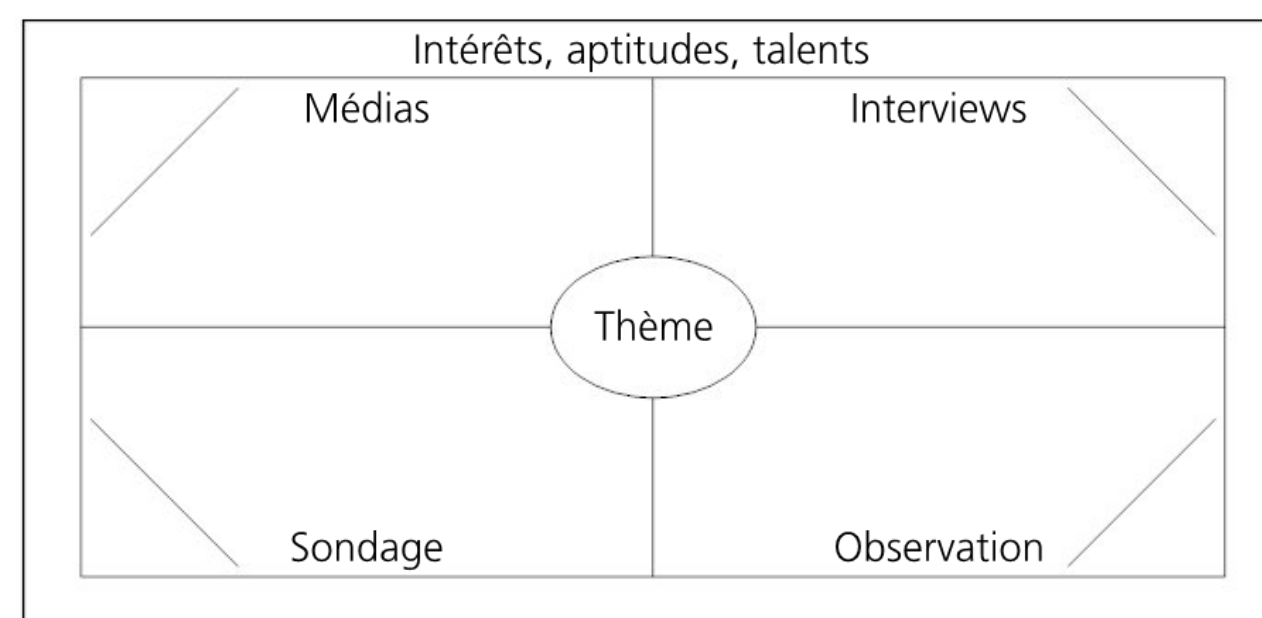 Intérêts, aptitudes, talents
Médias
Interviews
Thème
Sondage
Observation